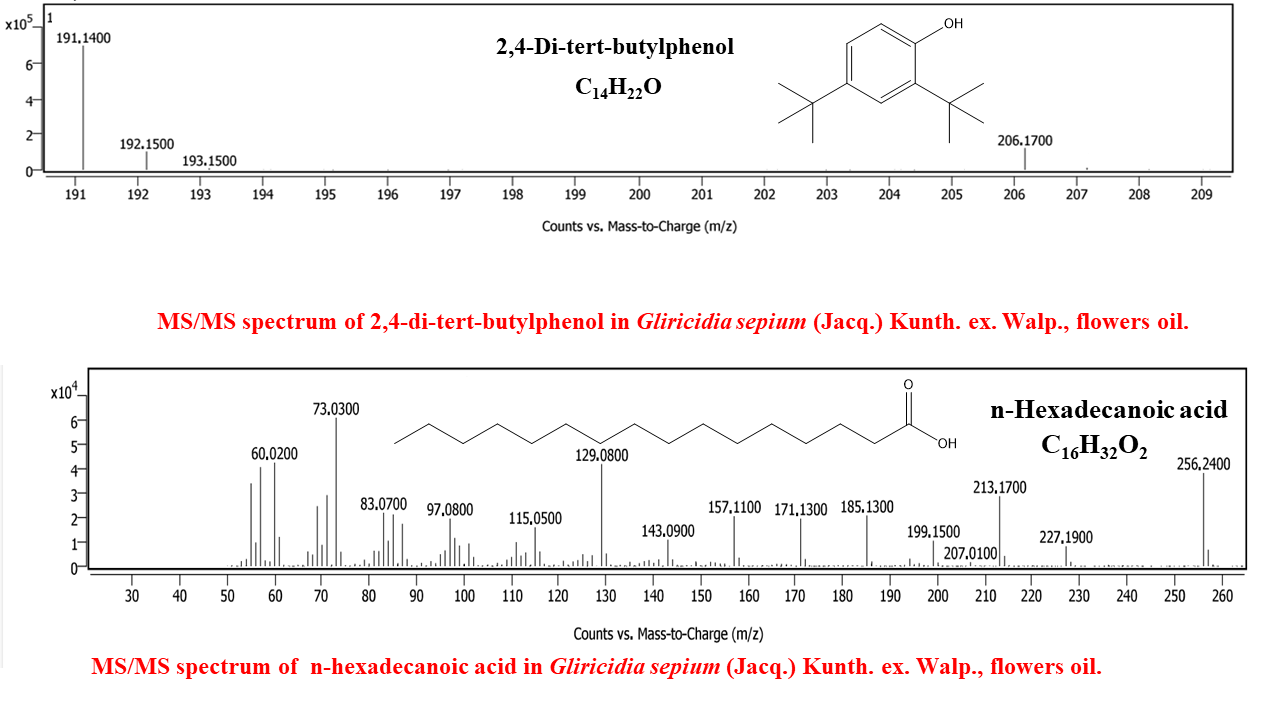 x10⁵ 1
191.1400
2,4-Di-tert-butylphenol
OH
6
C₁₄H₂₂O
4
192.1500
206.1700
2
193.1500
0
191 192 193 194 195 196 197 198 199 200 201 202 203 204 205 206 207 208 209
Counts vs. Mass-to-Charge (m/z)
MS/MS spectrum of 2,4-di-tert-butylphenol in Gliricidia sepium (Jacq.) Kunth. ex. Walp., flowers oil.
x10⁴
O
73.0300
n-Hexadecanoic acid
6
OH
C₁₆H₃₂O₂
5
60.0200
129.0800
256.2400
4
213.1700
3
83.0700
97.0800
157.1100
171.1300
185.1300
2
115.0500
143.0900
199.1500
227.1900
1
207.0100
0
30 40 50 60 70 80 90 100 110 120 130 140 150 160 170 180 190 200 210 220 230 240 250 260
Counts vs. Mass-to-Charge (m/z)
MS/MS spectrum of n-hexadecanoic acid in Gliricidia sepium (Jacq.) Kunth. ex. Walp., flowers oil.